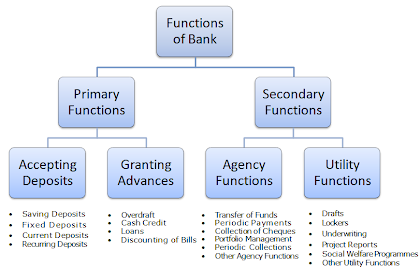 Functions
of Bank
Primary
Functions
Secondary
Functions
Accepting
Deposits
Granting
Advances
Agency
Functions
Utility
Functions
• Saving Deposits
• Fixed Deposits
• Current Deposits
• Recurring Deposits
• Overdraft
• Cash Credit
• Loans
• Discounting of Bills
• Transfer of Funds
• Periodic Payments
• Collection of Cheques
• Portfolio Management
• Periodic Collections
• Other Agency Functions
• Drafts
• Lockers
• Underwriting
• Project Reports
• Social Welfare Programmes
• Other Utility Functions